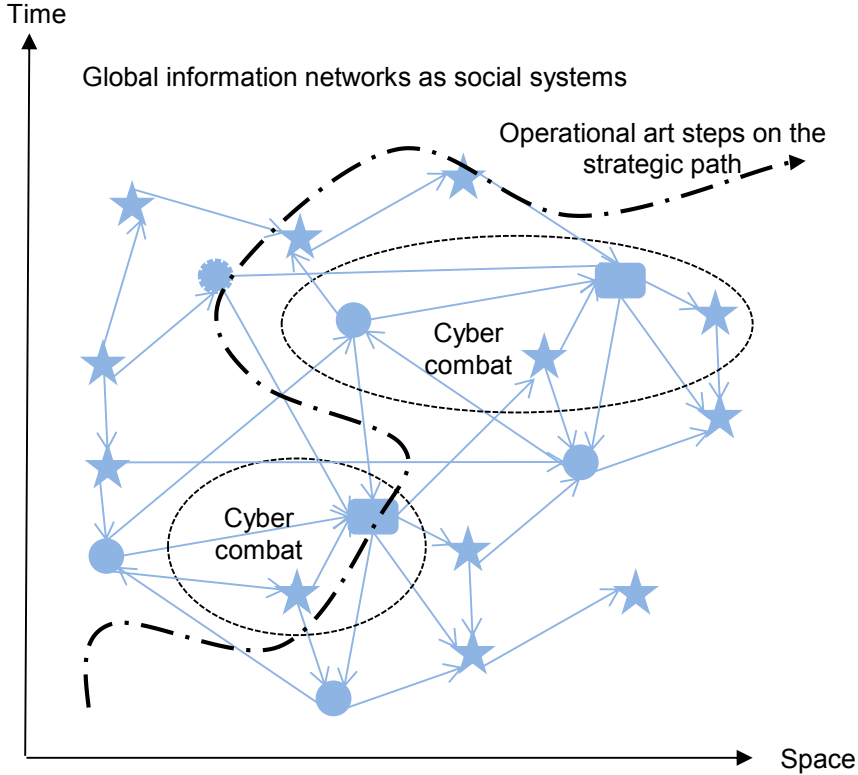 Time
Global information networks as social systems
Operational art steps on the
strategic path
Cyber
combat
Cyber
combat
Space